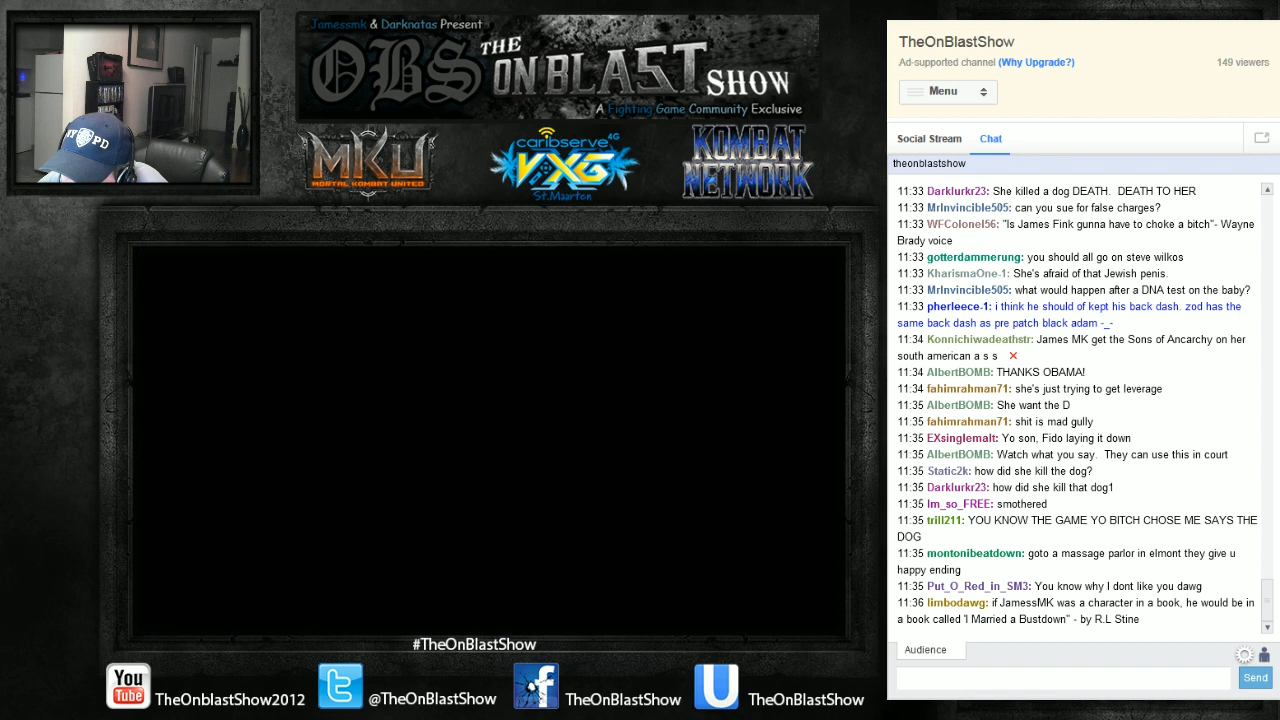 Jamessmk & Darknatas Present
OBS THE ON BLAST SHOW
A Fighting Game Community Exclusive
NY PD
MKU
MORTAL KOMBAT UNITED
caribserve 4G
VXG
St.Maarten
KOMBAT
NETWORK
#TheOnBlastShow
You
Tube
TheOnblastShow2012
@TheOnBlastShow
TheOnBlastShow
TheOnBlastShow
TheOnBlastShow
Ad-supported channel (Why Upgrade?) 149 viewers
Menu
Social Stream Chat
theonblastshow
11:33 Darklurkr23: She killed a dog DEATH. DEATH TO HER
11:33 MrInvincible505: can you sue for false charges?
11:33 WFColonel56: "Is James Fink gunna have to choke a bitch"- Wayne
Brady voice
11:33 gotterdammerung: you should all go on steve wilkos
11:33 KharismaOne-1: She's afraid of that Jewish penis.
11:33 MrInvincible505: what would happen after a DNA test on the baby?
11:33 pherleece-1: i think he should of kept his back dash. zod has the
same back dash as pre patch black adam -_-
11:34 Konnichiwadeathstr: James MK get the Sons of Ancarchy on her
south american a s s
11:34 AlbertBOMB: THANKS OBAMA!
11:34 fahimrahman71: she's just trying to get leverage
11:35 AlbertBOMB: She want the D
11:35 fahimrahman71: shit is mad gully
11:35 EXsinglemalt: Yo son, Fido laying it down
11:35 AlbertBOMB: Watch what you say. They can use this in court
11:35 Static2k: how did she kill the dog?
11:35 Darklurkr23: how did she kill that dog1
11:35 Im_so_FREE: smothered
11:35 trill211: YOU KNOW THE GAME YO BITCH CHOSE ME SAYS THE
DOG
11:35 montonibeatdown: goto a massage parlor in elmont they give u
happy ending
11:35 Put_O_Red_in_SM3: You know why I dont like you dawg
11:36 limbodawg: if JamessMK was a character in a book, he would be in
a book called 'I Married a Bustdown" - by R.L Stine
Audience
Send